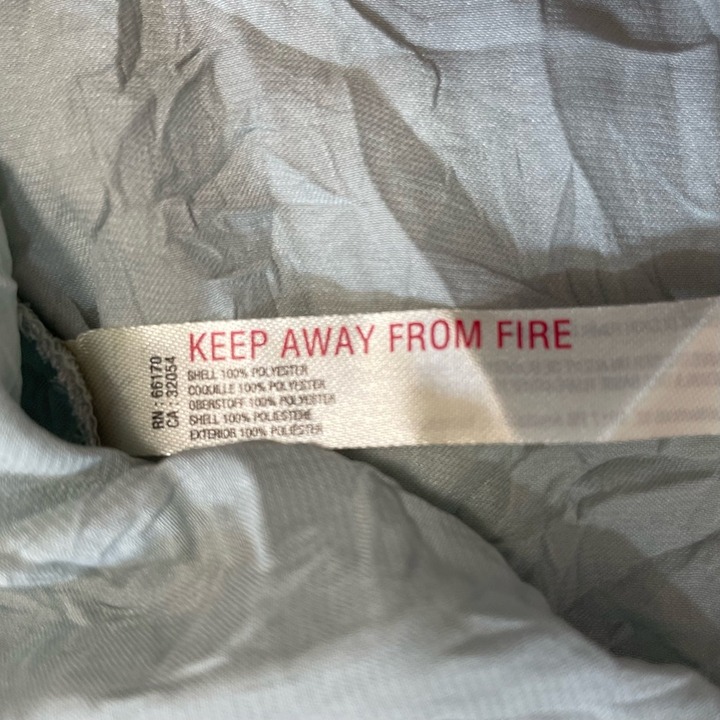 KEEP AWAY FROM FIRE
RN : 66170
CA : 32054
SHELL 100% POLYESTER
COQUILLE 100% POLYESTER
OBERSTOFF 100% POLYESTER
SHELL 100% POLIESTERE
EXTERIOR 100% POLIÉSTER